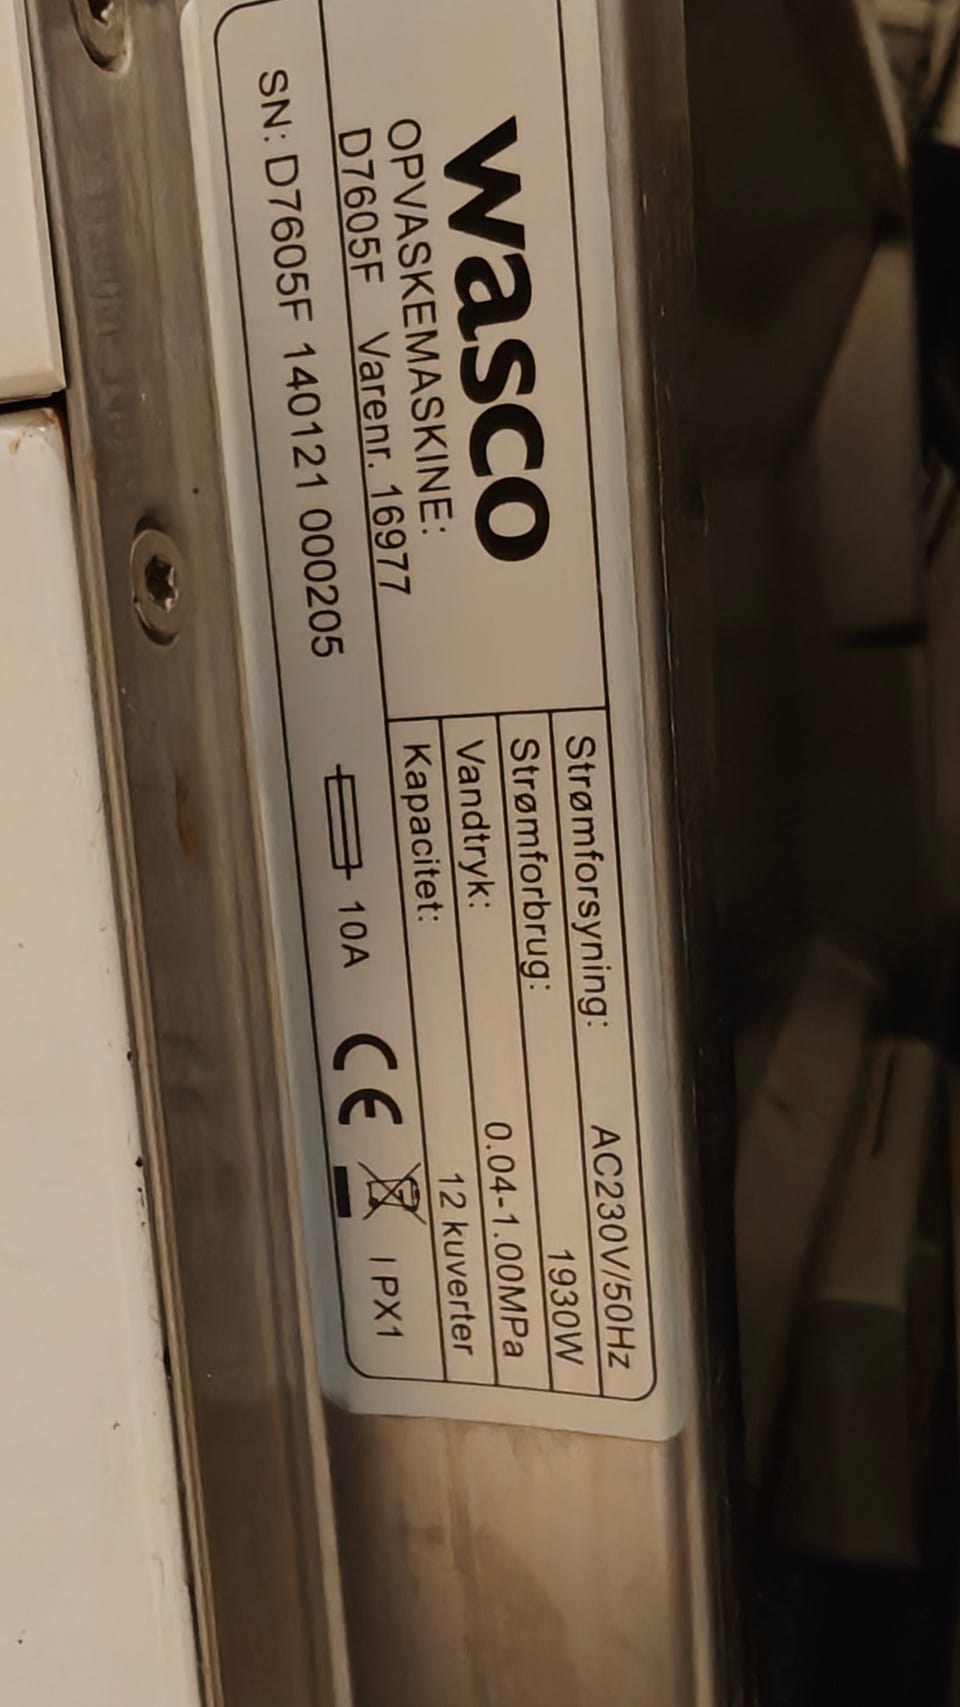 wasco
OPVASKEMASKINE:
D7605F Varenr. 16977
Strømforsyning: AC230V/50Hz
Strømforbrug: 1930W
Vandtryk: 0.04-1.00MPa
Kapacitet: 12 kuverter
SN: D7605F 140121 000205 10A CE IPX1